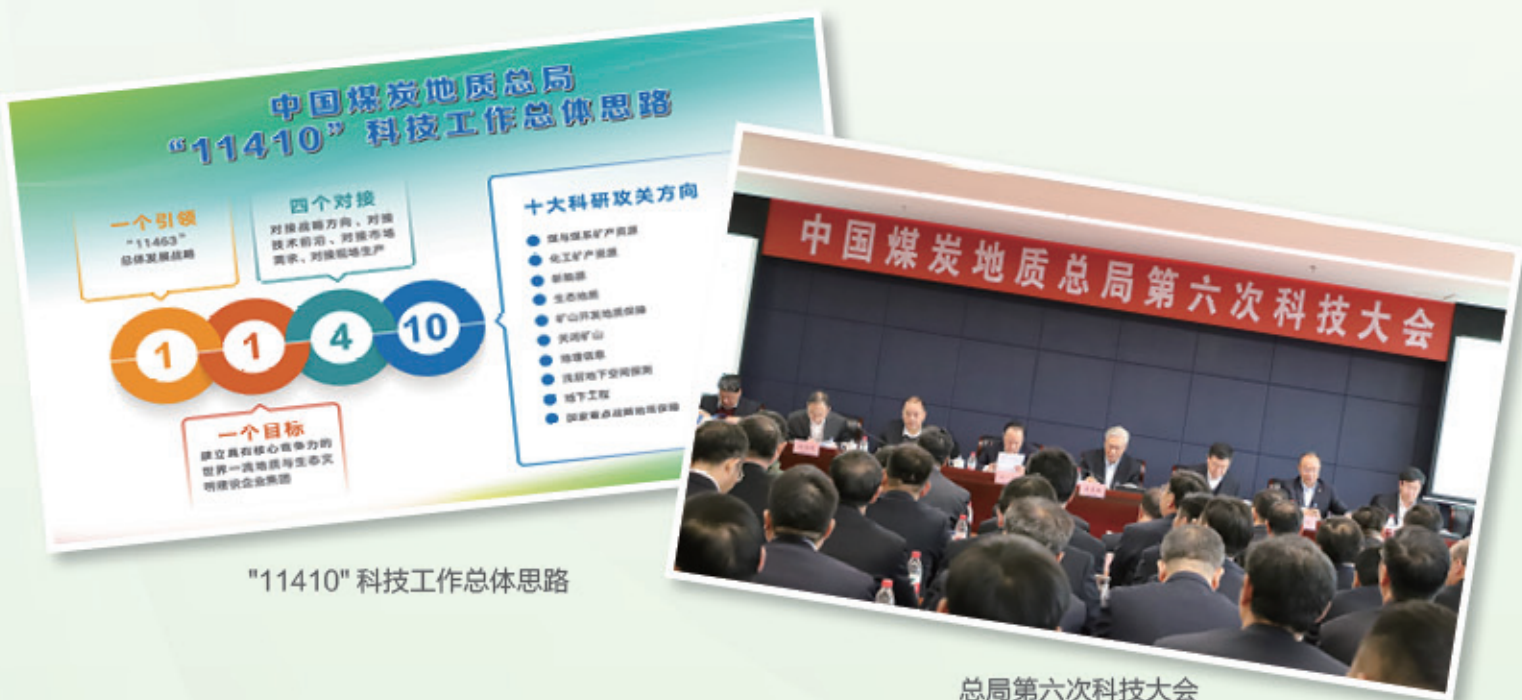 中国煤炭地质总局
“11410”科技工作总体思路
一个引领
“11463”
总体发展战略
四个对接
对接战略方向、对接
技术前沿、对接市场
需求、对接现场生产
1
1
4
10
一个目标
建立具有核心竞争力的
世界一流地质与生态文
明建设企业集团
十大科研攻关方向
煤与煤系矿产资源
化工矿产资源
新能源
生态地质
矿山开发地质保障
关闭矿山
地理信息
浅层地下空间探测
地下工程
国家重点战略地质保障
"11410" 科技工作总体思路
中国煤炭地质总局第六次科技大会
总局第六次科技大会